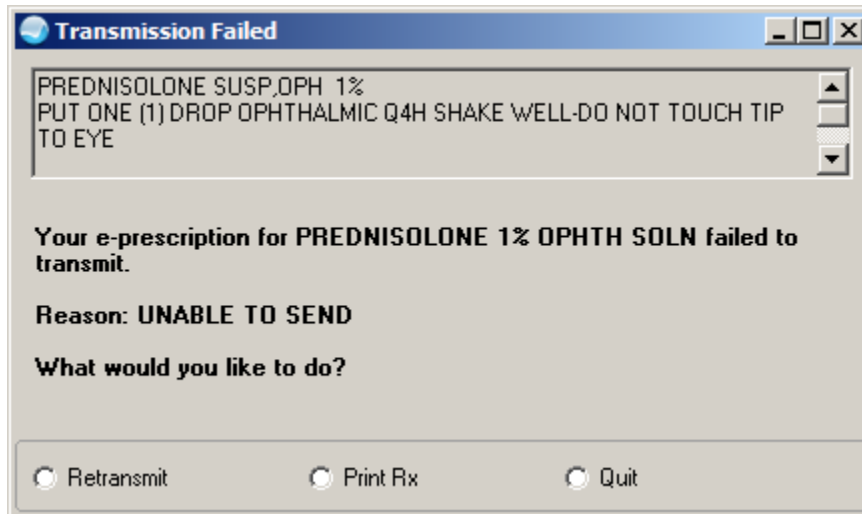 Transmission Failed
PREDNISOLONE SUSP,OPH 1%
PUT ONE (1) DROP OPHTHALMIC Q4H SHAKE WELL-DO NOT TOUCH TIP
TO EYE
Your e-prescription for PREDNISOLONE 1% OPHTH SOLN failed to
transmit.
Reason: UNABLE TO SEND
What would you like to do?
Retransmit Print Rx Quit